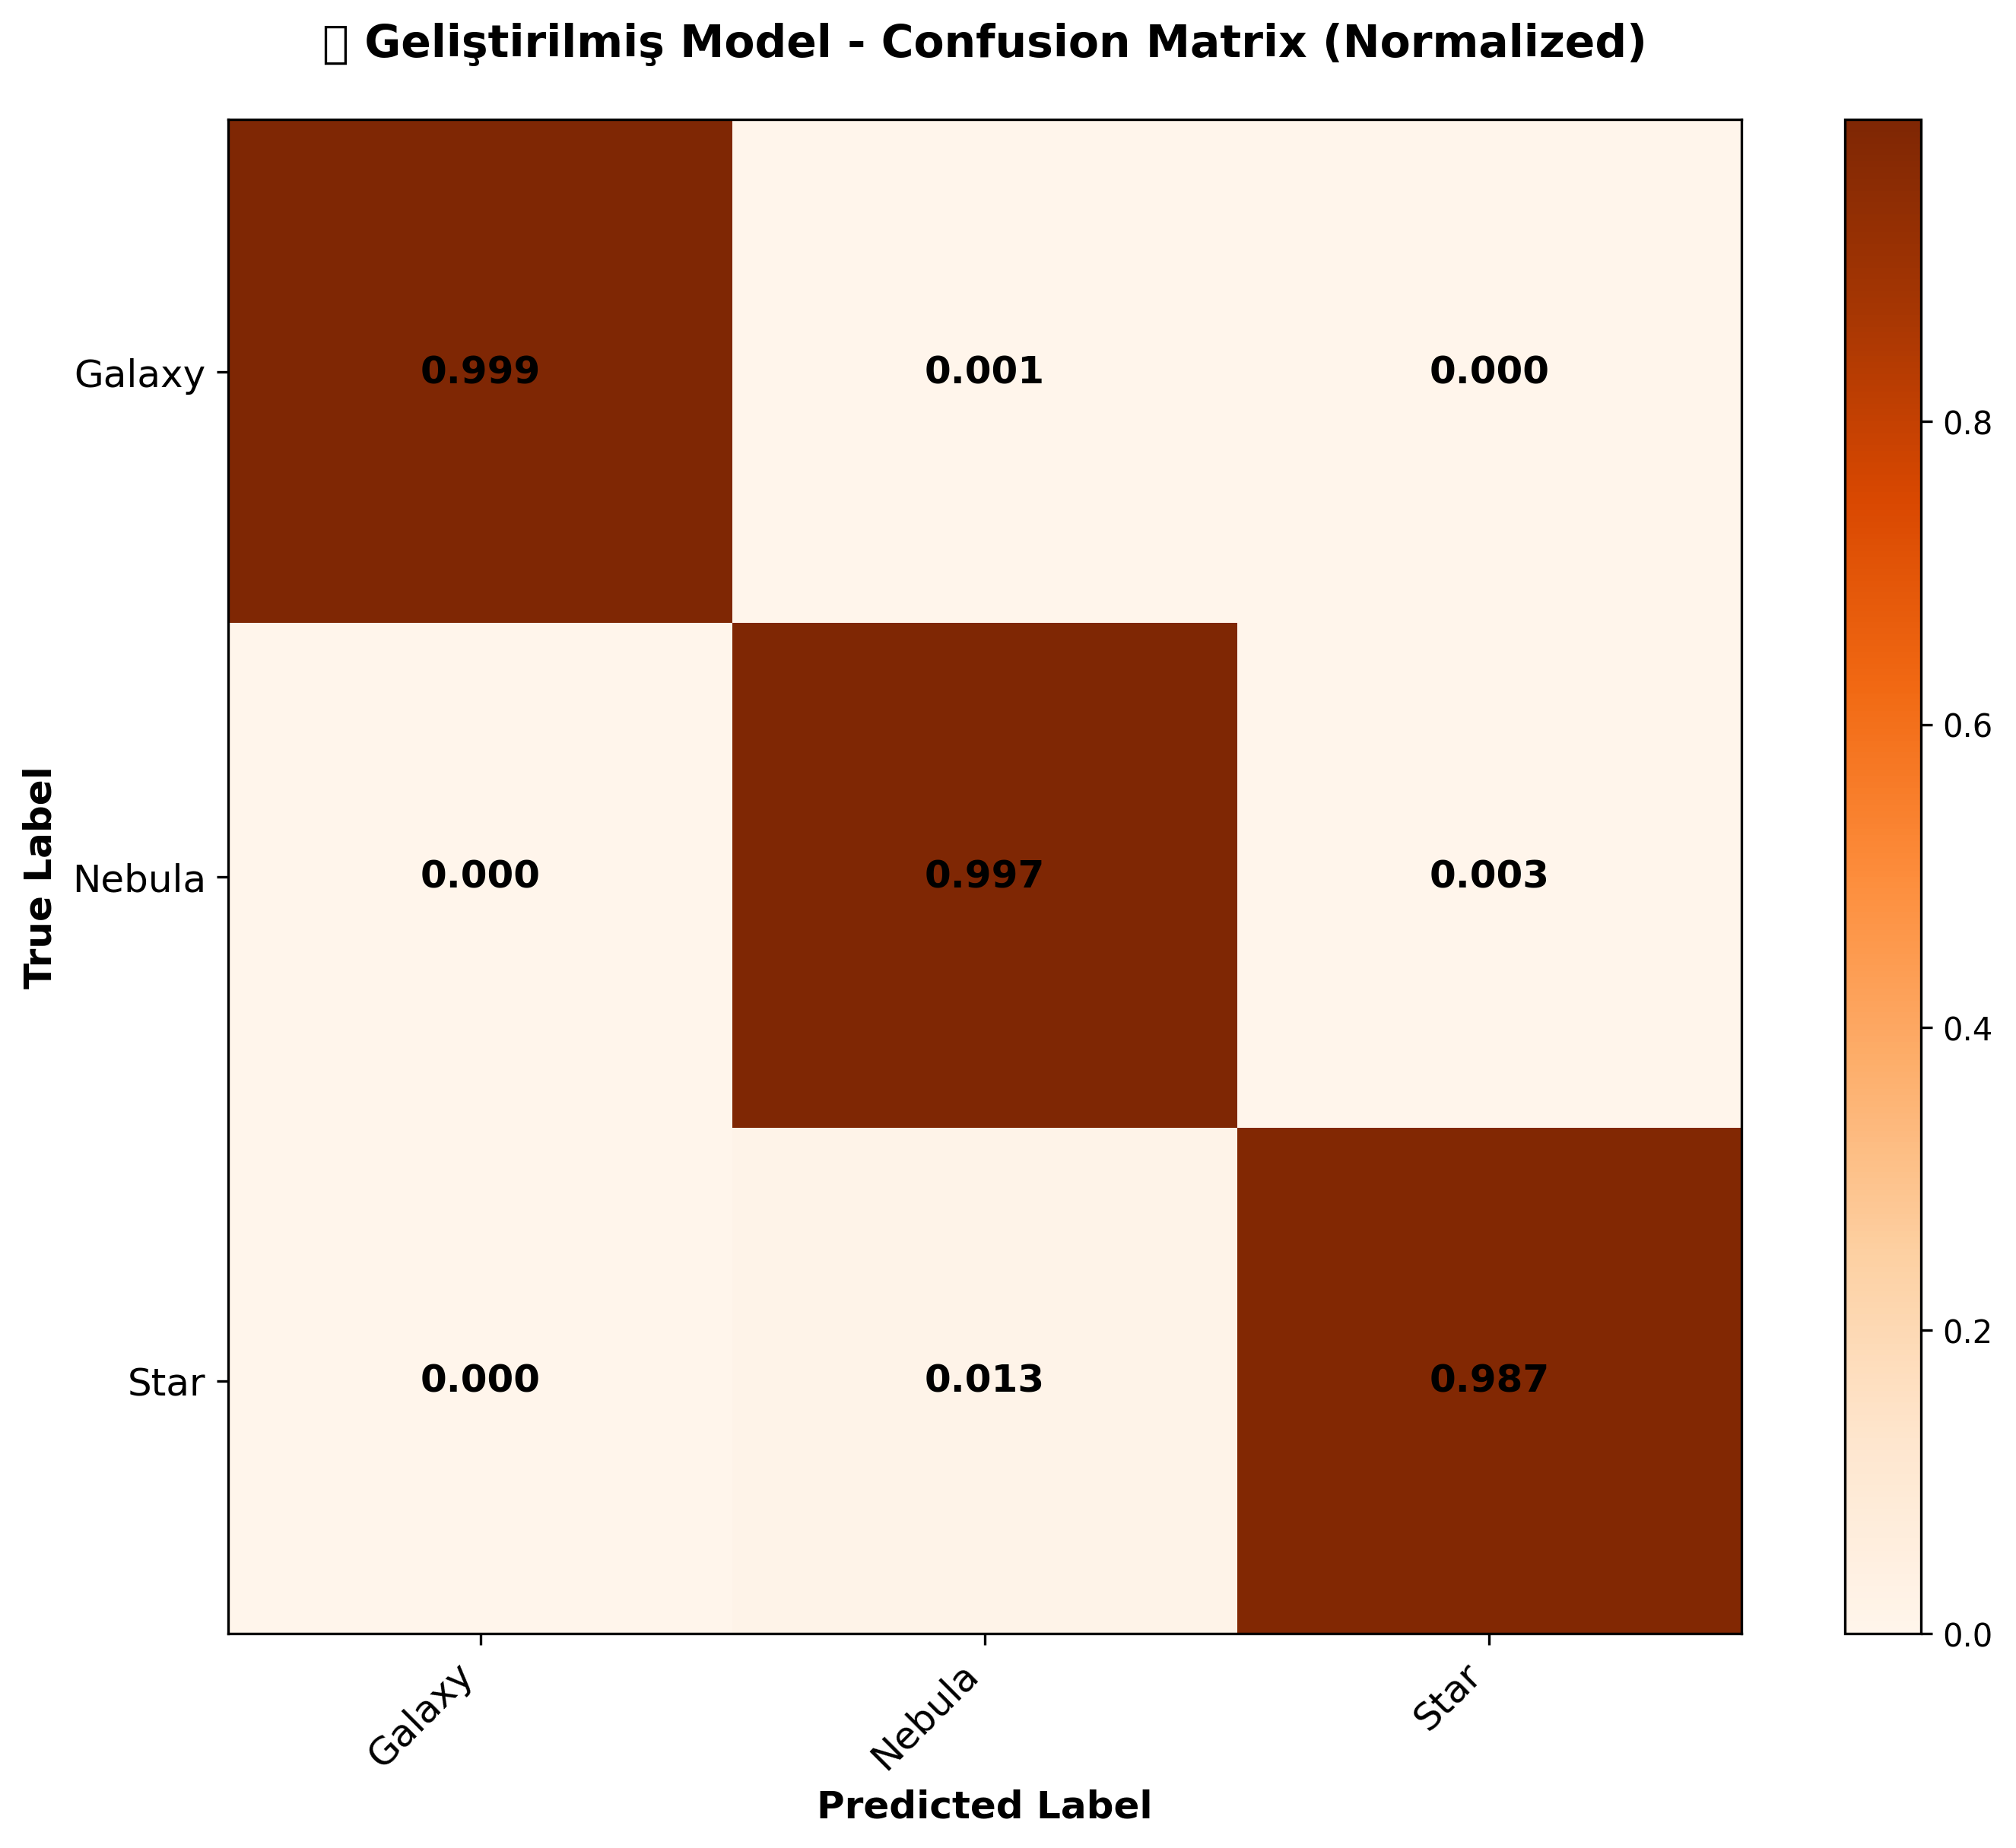 Geliştirilmiş Model - Confusion Matrix (Normalized)
True Label
Galaxy
0.999
0.001
0.000
Nebula
0.000
0.997
0.003
Star
0.000
0.013
0.987
Galaxy
Nebula
Star
Predicted Label
0.8
0.6
0.4
0.2
0.0